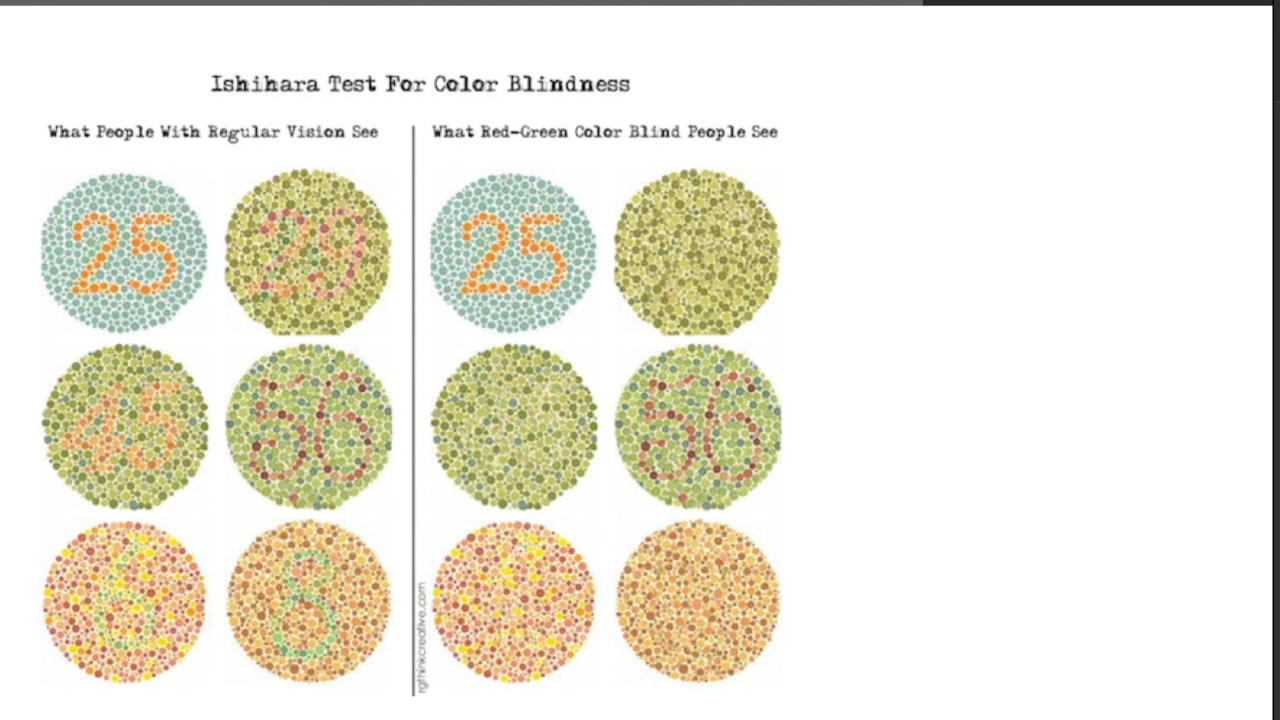 Ishihara Test For Color Blindness
What People With Regular Vision See
What Red-Green Color Blind People See
25 29
25
45 56
56
6 8
rgthinkcreative.com